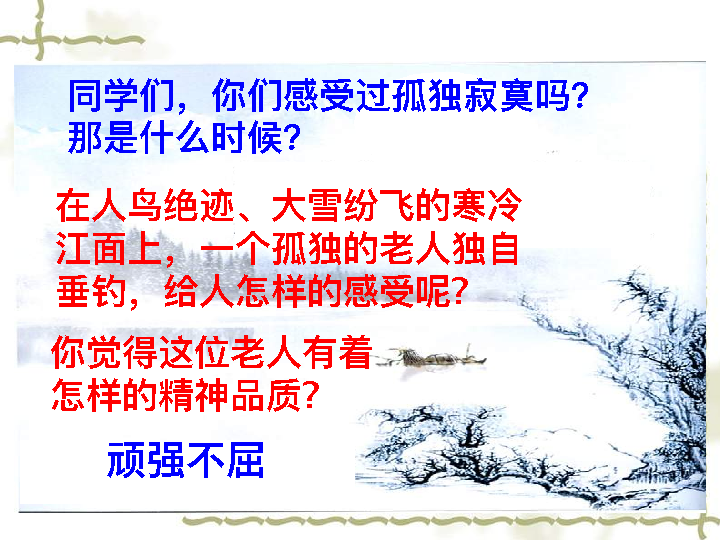 同学们，你们感受过孤独寂寞吗？
那是什么时候？
在人鸟绝迹、大雪纷飞的寒冷
江面上，一个孤独的老人独自
垂钓，给人怎样的感受呢？
你觉得这位老人有着
怎样的精神品质？
顽强不屈